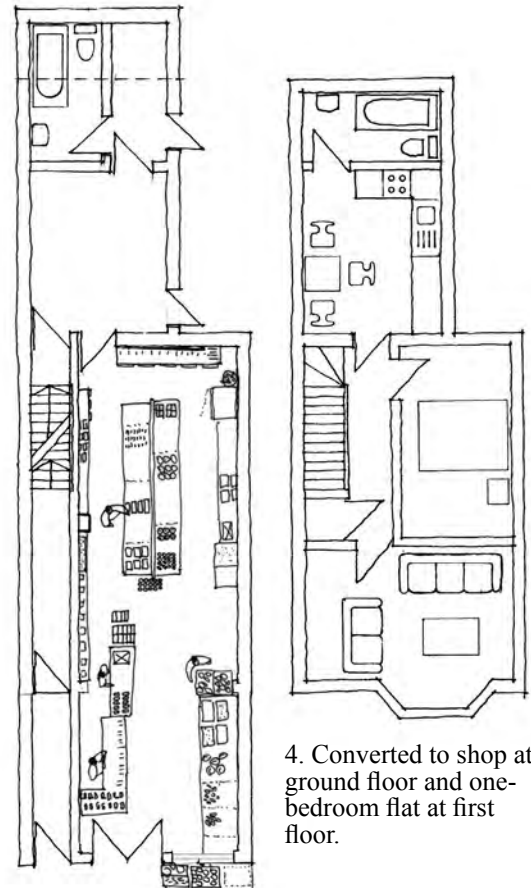 4. Converted to shop at
ground floor and one-
bedroom flat at first
floor.